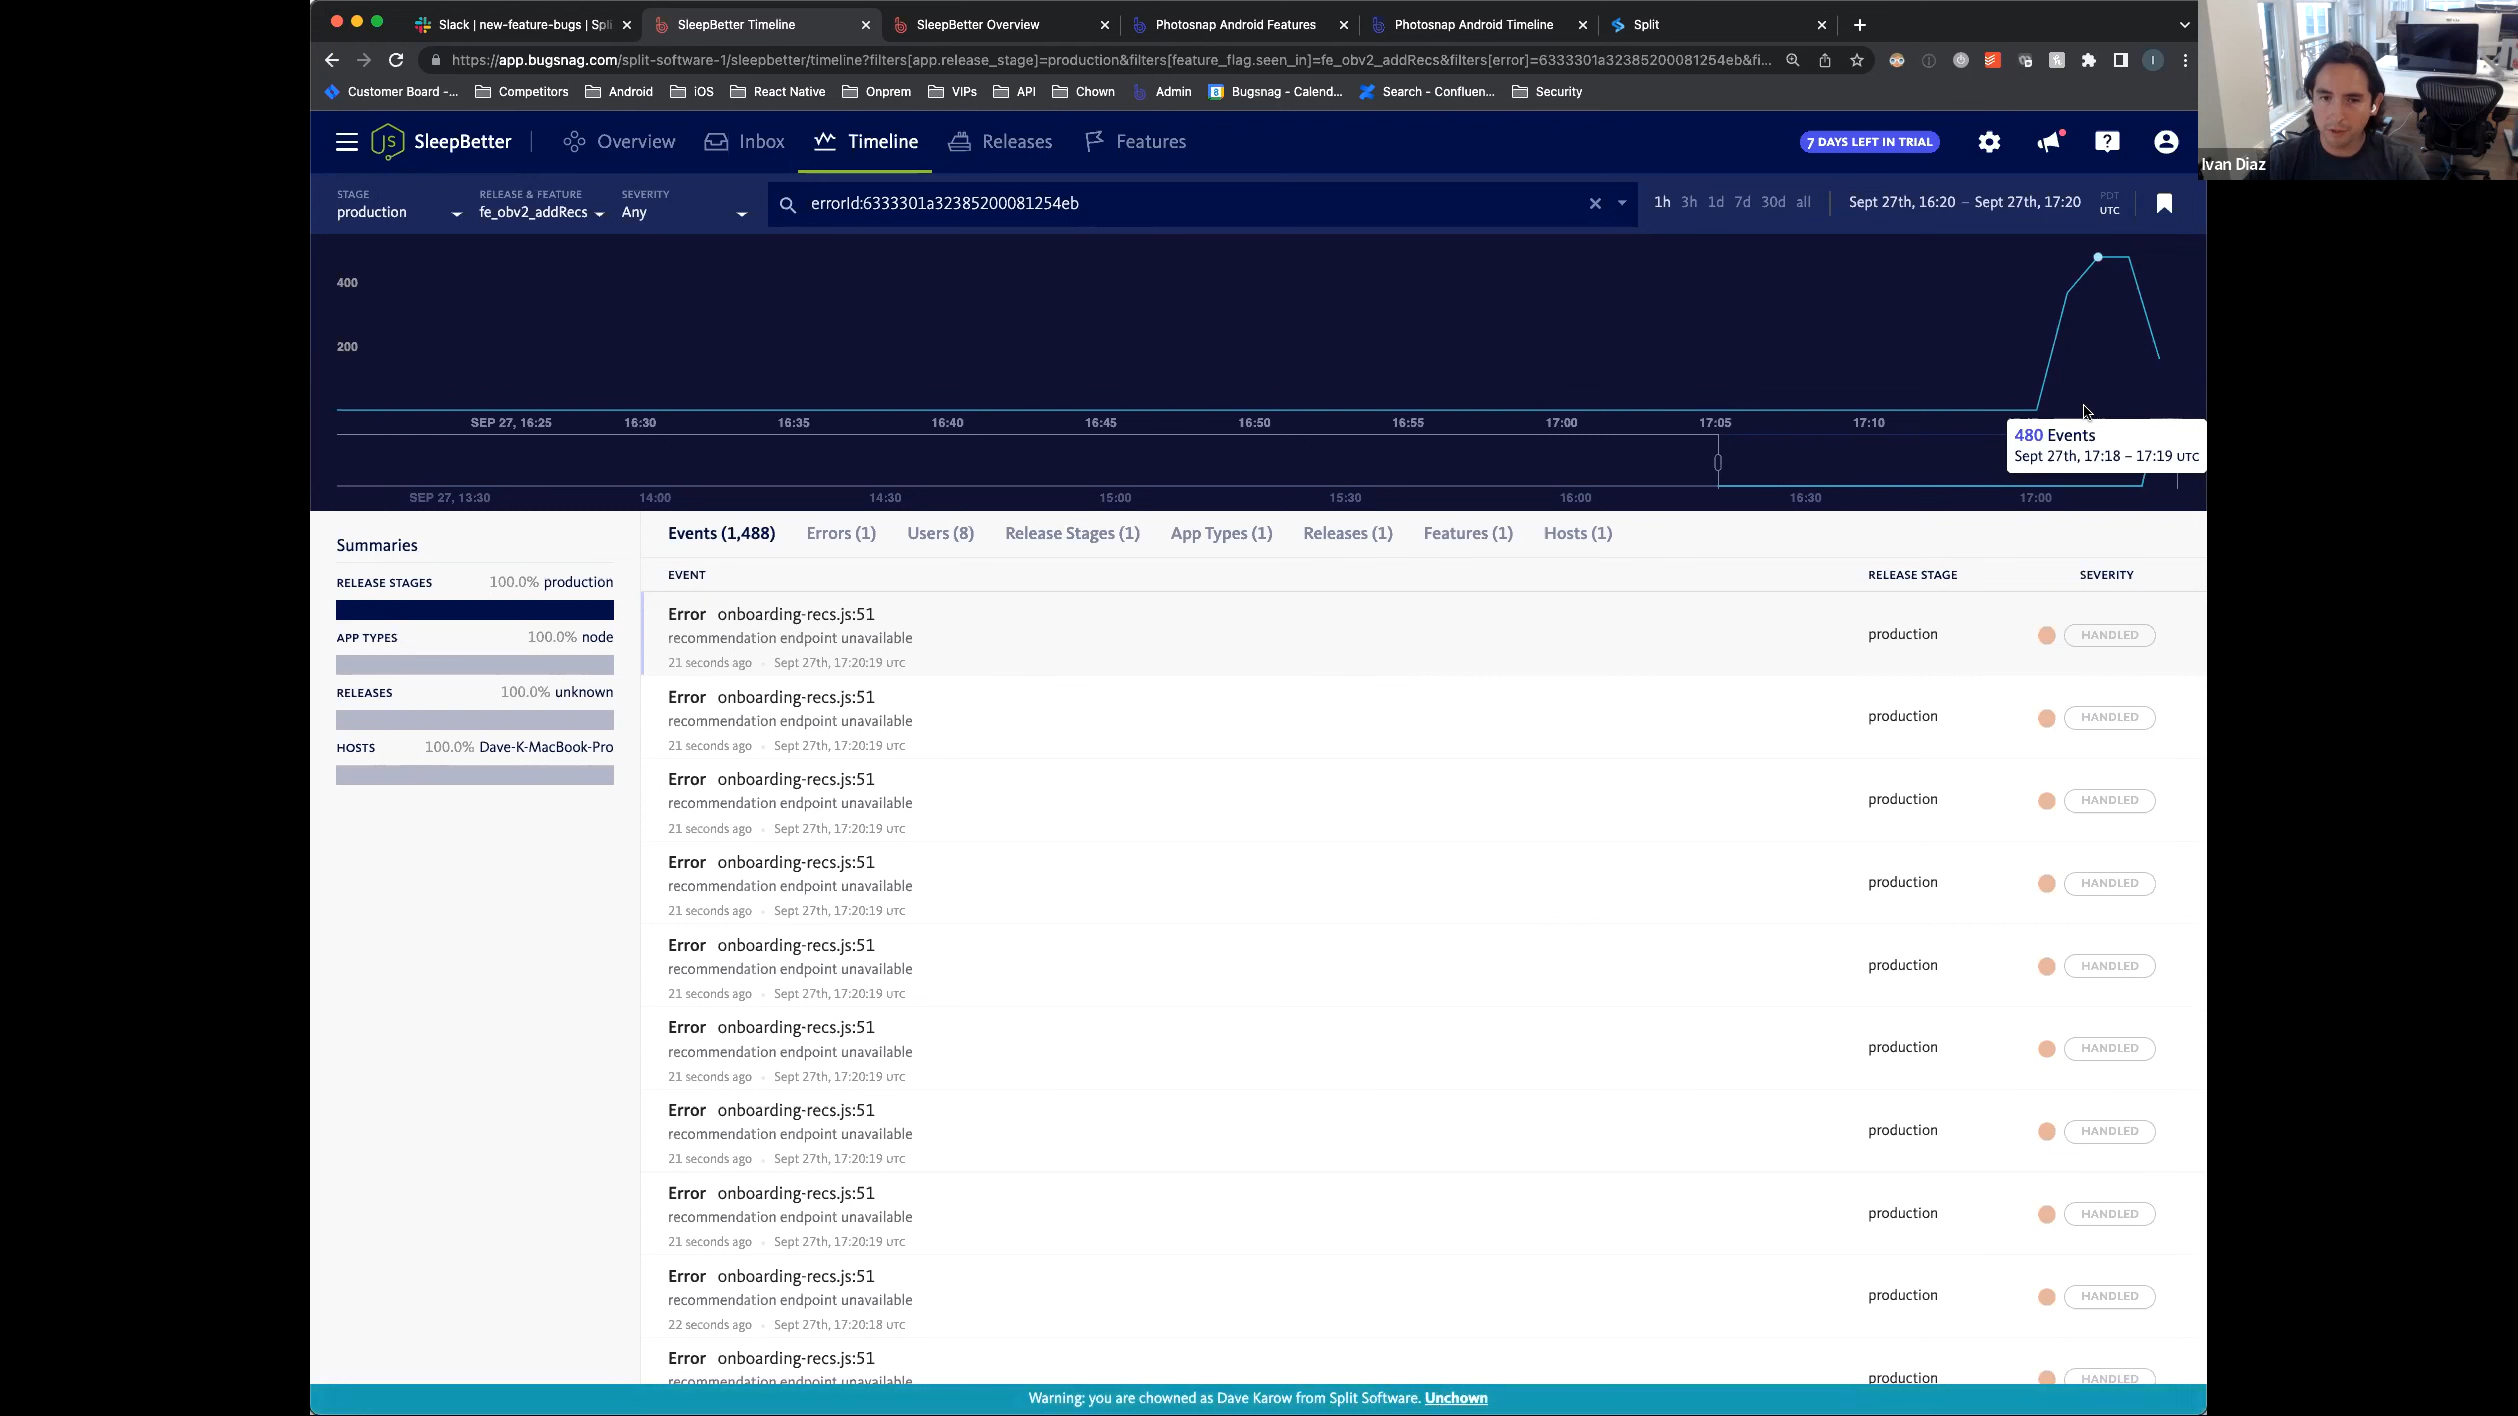 Slack | new-feature-bugs | Spl
SleepBetter Timeline
SleepBetter Overview
Photosnap Android Features
Photosnap Android Timeline
Split
https://app.bugsnag.com/split-software-1/sleepbetter/timeline?filters[app.release_stage]=production&filters[feature_flag.seen_in]=fe_obv2_addRecs&filters[error]=6333301a32385200081254eb&fi...
Customer Board -...
Competitors
Android
iOS
React Native
Onprem
VIPs
API
Chown
Admin
Bugsnag - Calend...
Search - Confluen...
Security
Ivan Diaz
JS
SleepBetter
Overview
Inbox
Timeline
Releases
Features
7 DAYS LEFT IN TRIAL
STAGE
production
RELEASE & FEATURE
fe_obv2_addRecs
SEVERITY
Any
errorId:6333301a32385200081254eb
1h 3h 1d 7d 30d all
Sept 27th, 16:20 – Sept 27th, 17:20
PDT
UTC
400
200
SEP 27, 16:25 16:30 16:35 16:40 16:45 16:50 16:55 17:00 17:05 17:10
480 Events
Sept 27th, 17:18 – 17:19 UTC
SEP 27, 13:30 14:00 14:30 15:00 15:30 16:00 16:30 17:00
Summaries
RELEASE STAGES 100.0% production
APP TYPES 100.0% node
RELEASES 100.0% unknown
HOSTS 100.0% Dave-K-MacBook-Pro
Events (1,488) Errors (1) Users (8) Release Stages (1) App Types (1) Releases (1) Features (1) Hosts (1)
EVENT RELEASE STAGE SEVERITY
Error onboarding-recs.js:51
recommendation endpoint unavailable
21 seconds ago Sept 27th, 17:20:19 UTC
production HANDLED
Error onboarding-recs.js:51
recommendation endpoint unavailable
21 seconds ago Sept 27th, 17:20:19 UTC
production HANDLED
Error onboarding-recs.js:51
recommendation endpoint unavailable
21 seconds ago Sept 27th, 17:20:19 UTC
production HANDLED
Error onboarding-recs.js:51
recommendation endpoint unavailable
21 seconds ago Sept 27th, 17:20:19 UTC
production HANDLED
Error onboarding-recs.js:51
recommendation endpoint unavailable
21 seconds ago Sept 27th, 17:20:19 UTC
production HANDLED
Error onboarding-recs.js:51
recommendation endpoint unavailable
21 seconds ago Sept 27th, 17:20:19 UTC
production HANDLED
Error onboarding-recs.js:51
recommendation endpoint unavailable
21 seconds ago Sept 27th, 17:20:19 UTC
production HANDLED
Error onboarding-recs.js:51
recommendation endpoint unavailable
21 seconds ago Sept 27th, 17:20:19 UTC
production HANDLED
Error onboarding-recs.js:51
recommendation endpoint unavailable
22 seconds ago Sept 27th, 17:20:18 UTC
production HANDLED
Error onboarding-recs.js:51
recommendation endpoint unavailable
production HANDLED
Warning: you are chowned as Dave Karow from Split Software. Unchown